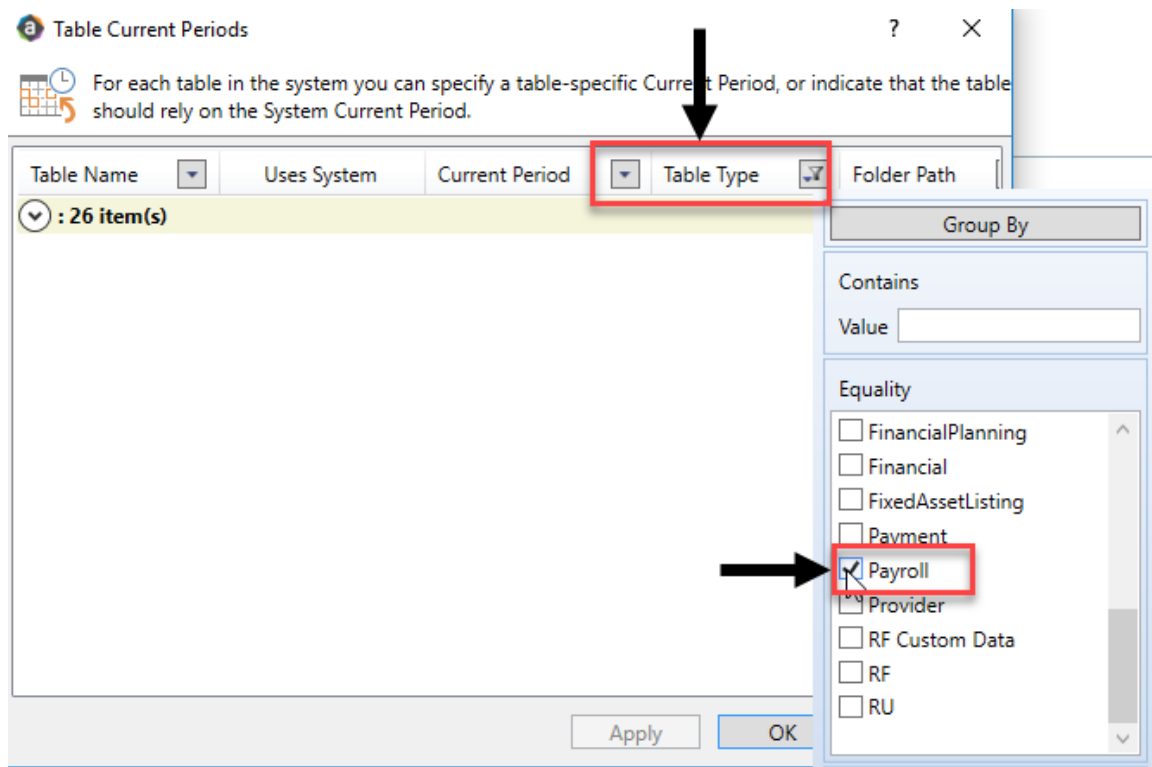 Table Current Periods
?
For each table in the system you can specify a table-specific Current Period, or indicate that the table
should rely on the System Current Period.
Table Name Uses System Current Period Table Type Folder Path
: 26 item(s)
Group By
Contains
Value
Equality
FinancialPlanning
Financial
FixedAssetListing
Payment
Payroll
Provider
RF Custom Data
RF
RU
Apply OK